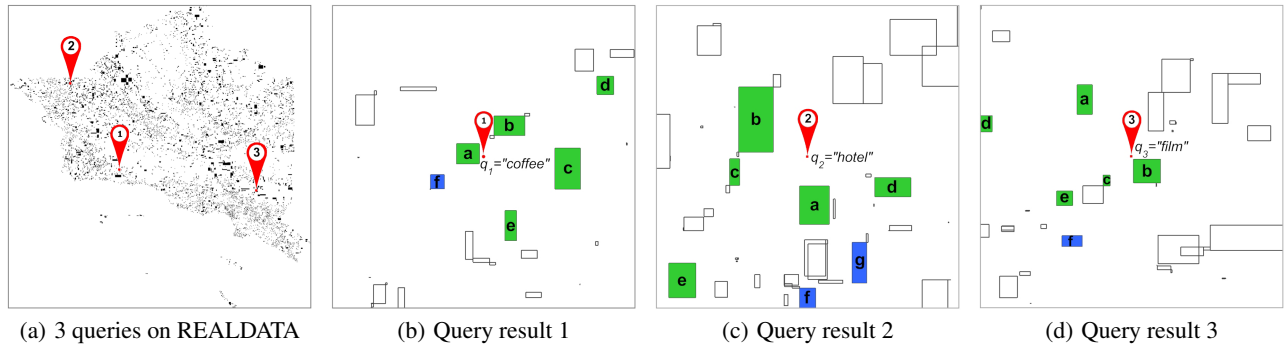 2
1
3
d
1
b
a
q1="coffee"
c
f
e
2
b
q2="hotel"
c
d
a
g
e
f
a
3
d
q3="film"
b
c
e
f
(a) 3 queries on REALDATA
(b) Query result 1
(c) Query result 2
(d) Query result 3